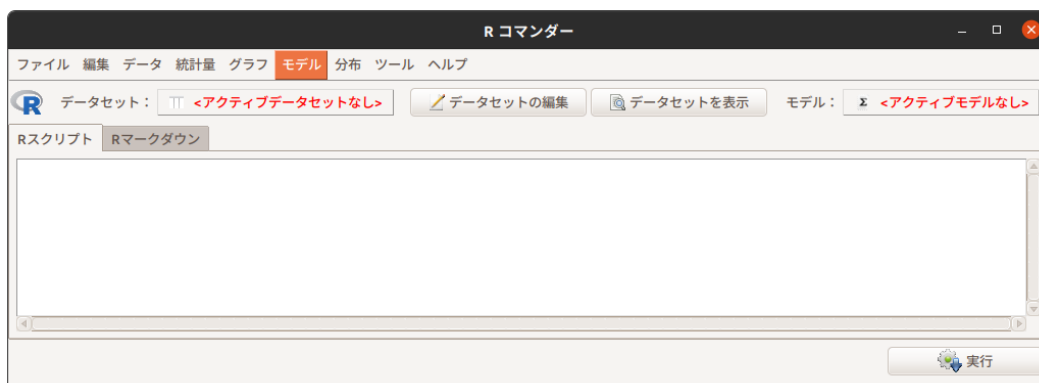 R コマンダー
ファイル 編集 データ 統計量 グラフ モデル 分布 ツール ヘルプ
R データセット： <アクティブデータセットなし> データセットの編集 データセットを表示 モデル： Σ <アクティブモデルなし>
Rスクリプト Rマークダウン
実行